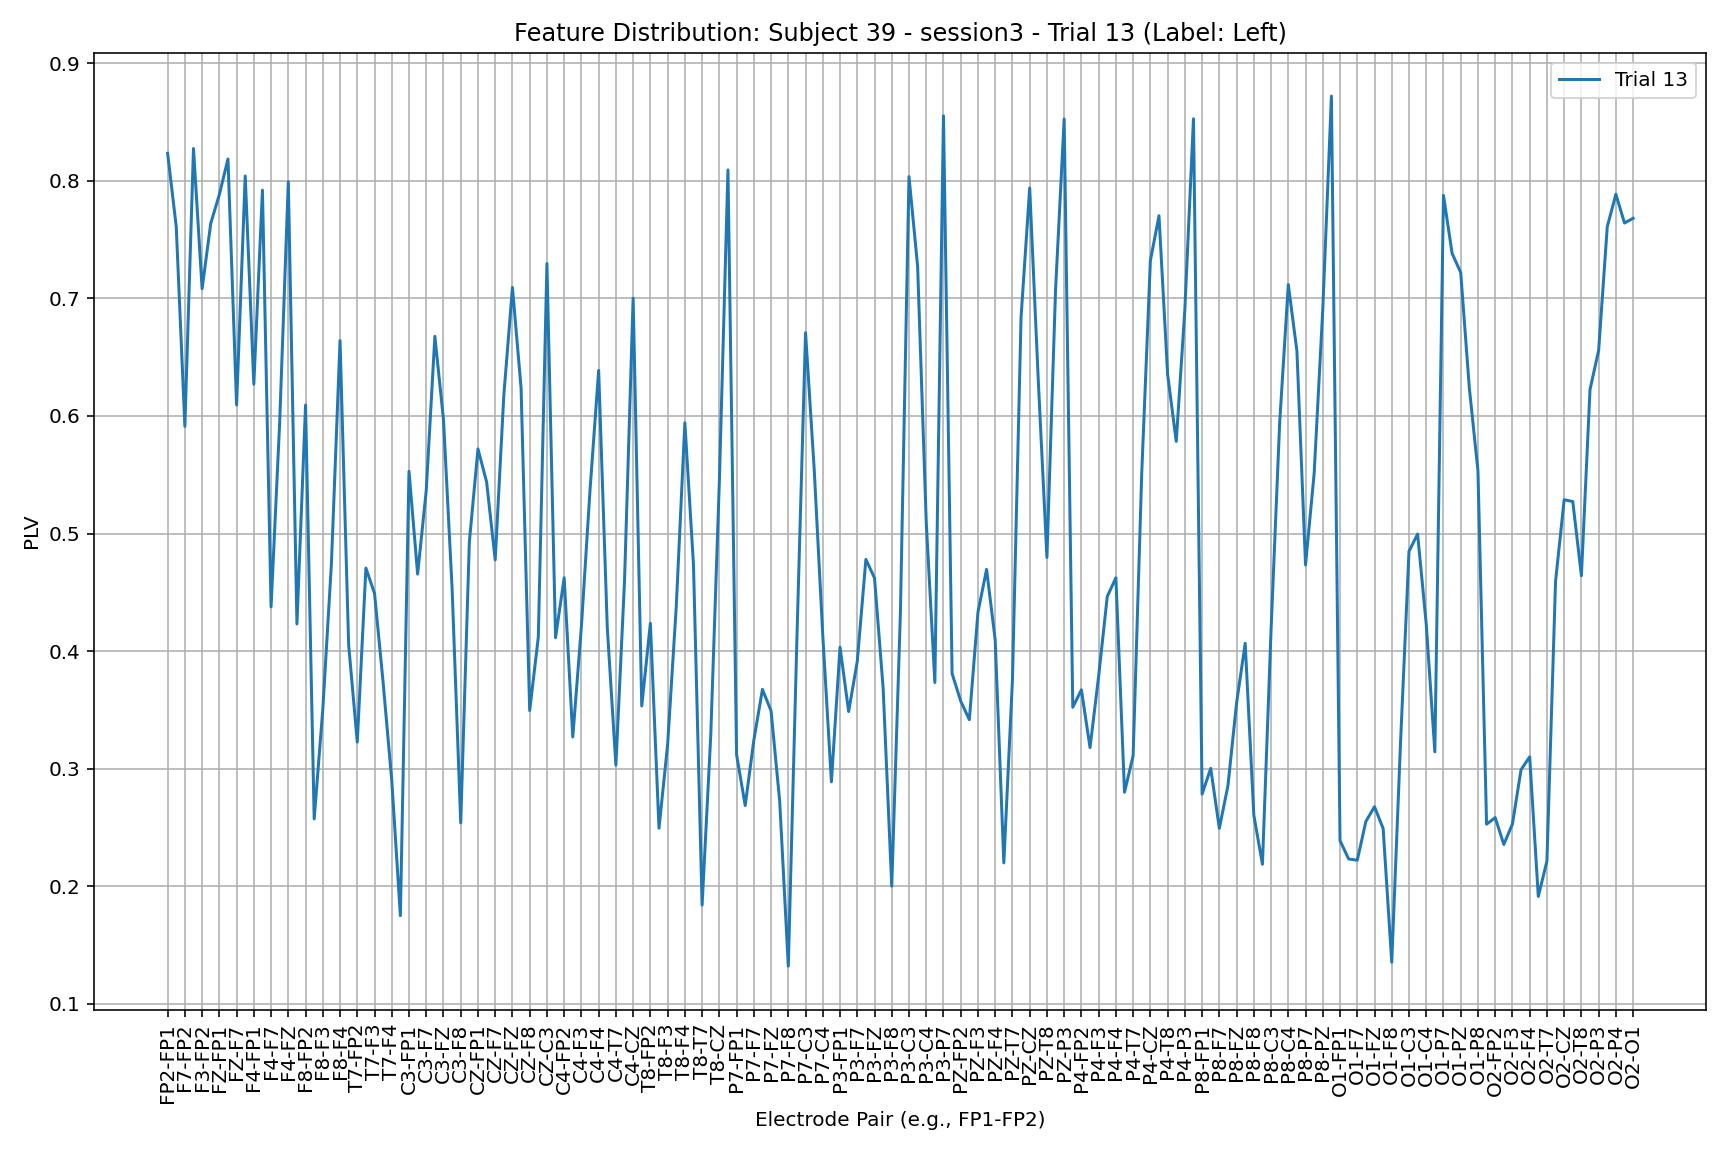 Feature Distribution: Subject 39 - session3 - Trial 13 (Label: Left)
Trial 13
0.9
0.8
0.7
0.6
0.5
0.4
0.3
0.2
0.1
PLV
FP2-FP1
F7-FP2
F3-FP2
FZ-FP1
FZ-F7
F4-FP1
F4-F7
F4-FZ
F8-FP2
F8-F3
F8-F4
T7-FP2
T7-F3
T7-F4
C3-FP1
C3-F7
C3-FZ
C3-F8
CZ-FP1
CZ-F7
CZ-FZ
CZ-F8
CZ-C3
C4-FP2
C4-F3
C4-F4
C4-T7
C4-CZ
T8-FP2
T8-F3
T8-F4
T8-T7
T8-CZ
P7-FP1
P7-F7
P7-FZ
P7-F8
P7-C3
P7-C4
P3-FP1
P3-F7
P3-FZ
P3-F8
P3-C3
P3-C4
P3-P7
PZ-FP2
PZ-F3
PZ-F4
PZ-T7
PZ-CZ
PZ-T8
PZ-P3
P4-FP2
P4-F3
P4-F4
P4-T7
P4-CZ
P4-T8
P4-P3
P8-FP1
P8-F7
P8-FZ
P8-F8
P8-C3
P8-C4
P8-P7
P8-PZ
O1-FP1
O1-F7
O1-FZ
O1-F8
O1-C3
O1-C4
O1-P7
O1-PZ
O1-P8
O2-FP2
O2-F3
O2-F4
O2-T7
O2-CZ
O2-T8
O2-P3
O2-P4
O2-O1
Electrode Pair (e.g., FP1-FP2)